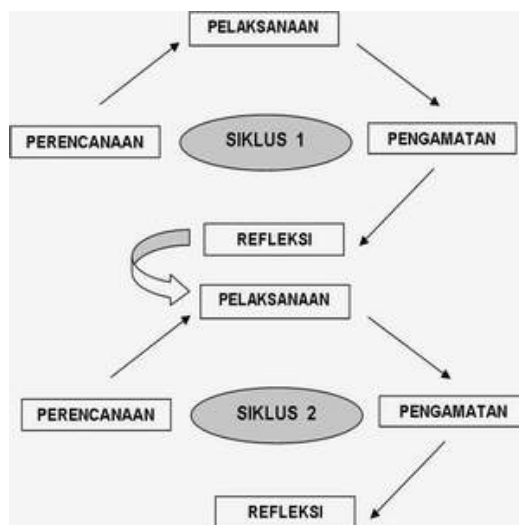 PELAKSANAAN
PERENCANAAN
SIKLUS 1
PENGAMATAN
REFLEKSI
PELAKSANAAN
PERENCANAAN
SIKLUS 2
PENGAMATAN
REFLEKSI